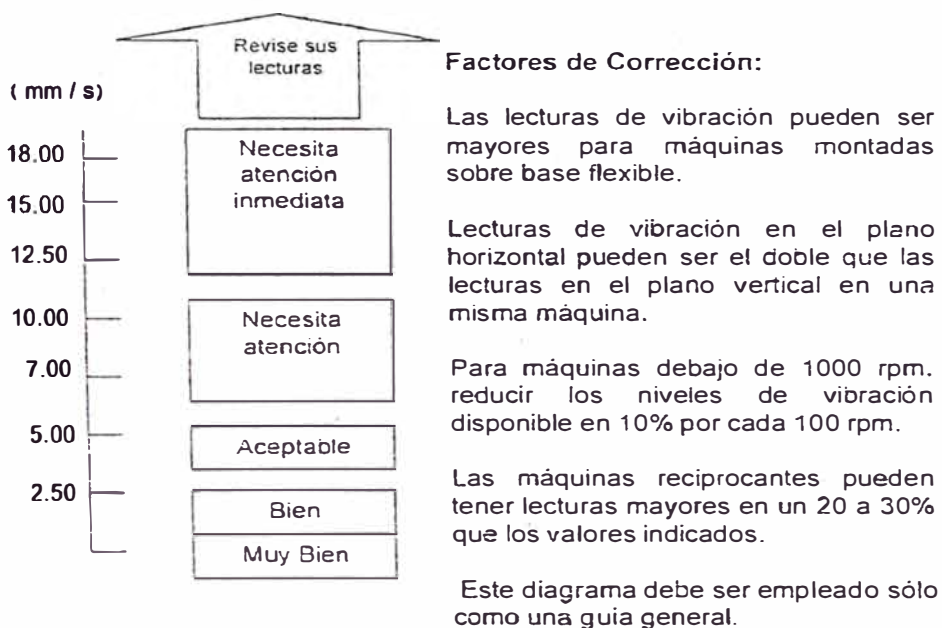 Revise sus
lecturas
( mm / s)
18.00
15.00
12.50
10.00
7.00
5.00
2.50
Necesita
atención
inmediata
Necesita
atención
Aceptable
Bien
Muy Bien
Factores de Corrección:
Las lecturas de vibración pueden ser
mayores para máquinas montadas
sobre base flexible.
Lecturas de vibración en el plano
horizontal pueden ser el doble que las
lecturas en el plano vertical en una
misma máquina.
Para máquinas debajo de 1000 rpm.
reducir los niveles de vibración
disponible en 10% por cada 100 rpm.
Las máquinas reciprocantes pueden
tener lecturas mayores en un 20 a 30%
que los valores indicados.
Este diagrama debe ser empleado sólo
como una guia general.